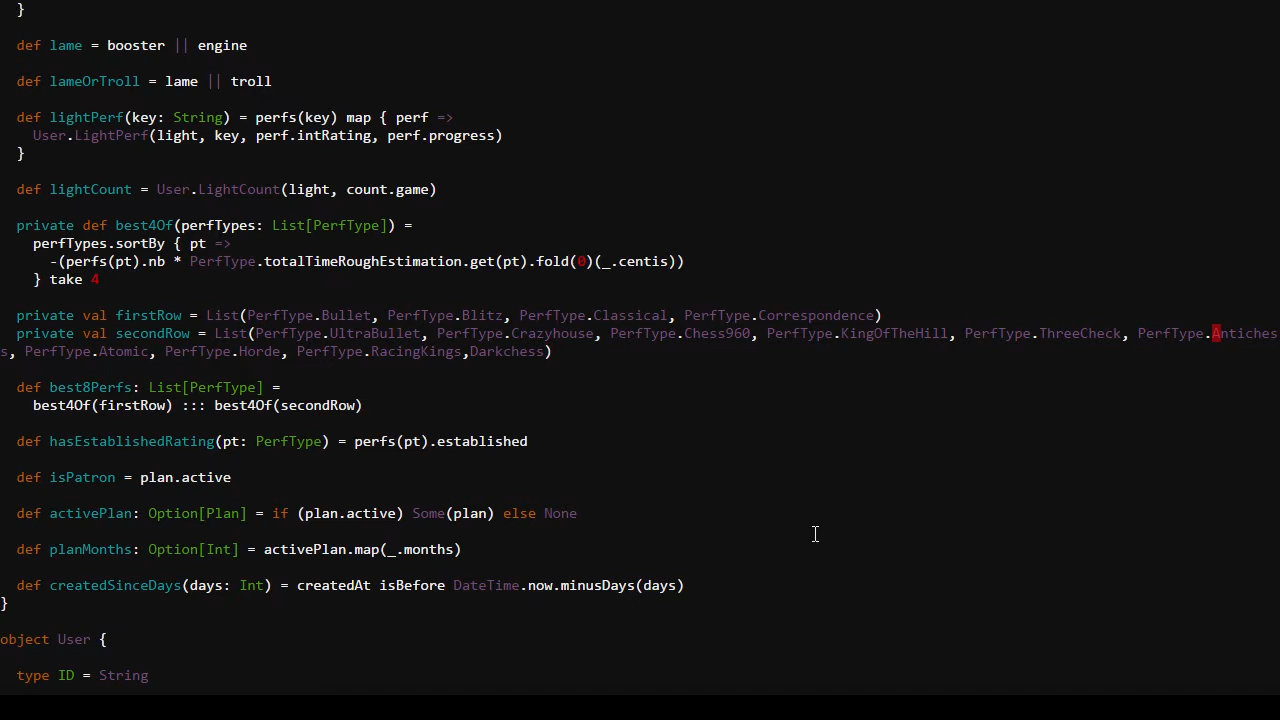 }
def lame = booster || engine
def lameOrTroll = lame || troll
def lightPerf(key: String) = perfs(key) map { perf =>
User.LightPerf(light, key, perf.intRating, perf.progress)
}
def lightCount = User.LightCount(light, count.game)
private def best4Of(perfTypes: List[PerfType]) =
perfTypes.sortBy { pt =>
-(perfs(pt).nb * PerfType.totalTimeRoughEstimation.get(pt).fold(0)(_.centis))
} take 4
private val firstRow = List(PerfType.Bullet, PerfType.Blitz, PerfType.Classical, PerfType.Correspondence)
private val secondRow = List(PerfType.UltraBullet, PerfType.Crazyhouse, PerfType.Chess960, PerfType.KingOfTheHill, PerfType.ThreeCheck, PerfType.Antiches
s, PerfType.Atomic, PerfType.Horde, PerfType.RacingKings,Darkchess)
def best8Perfs: List[PerfType] =
best4Of(firstRow) ::: best4Of(secondRow)
def hasEstablishedRating(pt: PerfType) = perfs(pt).established
def isPatron = plan.active
def activePlan: Option[Plan] = if (plan.active) Some(plan) else None
def planMonths: Option[Int] = activePlan.map(_.months)
def createdSinceDays(days: Int) = createdAt isBefore DateTime.now.minusDays(days)
}
object User {
type ID = String